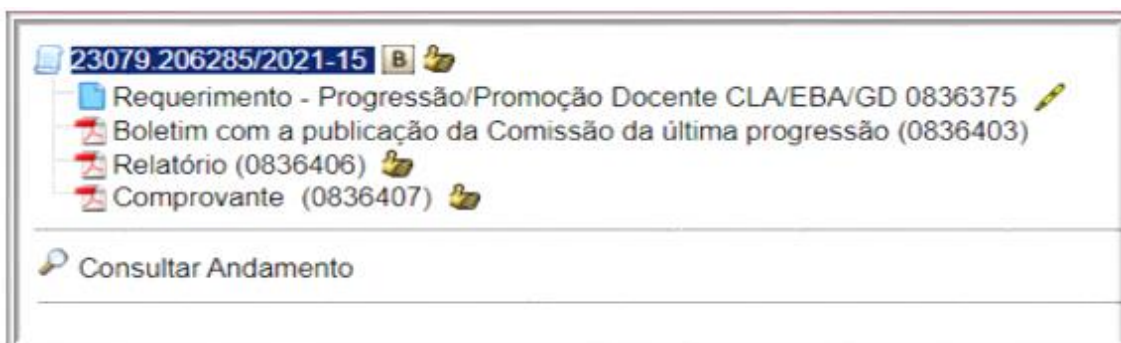 23079.206285/2021-15 B
Requerimento - Progressão/Promoção Docente CLA/EBA/GD 0836375
Boletim com a publicação da Comissão da última progressão (0836403)
Relatório (0836406)
Comprovante (0836407)
Consultar Andamento